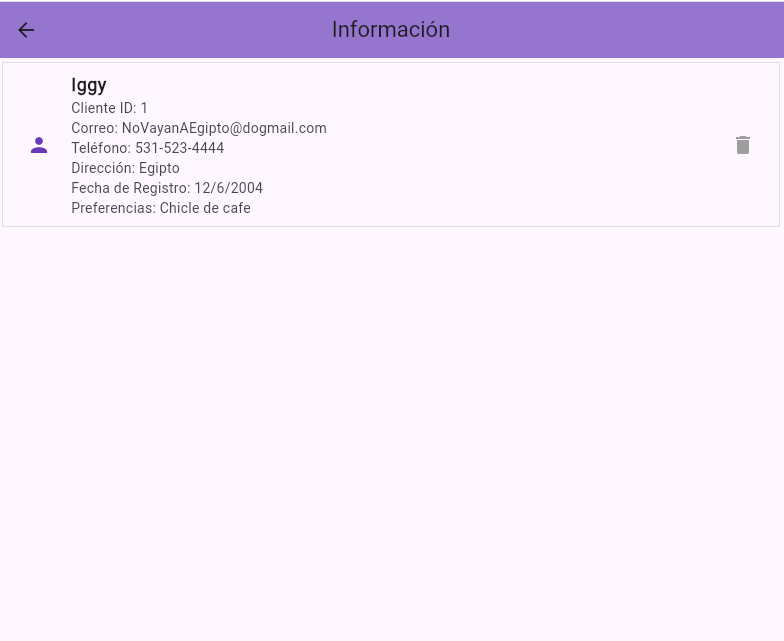 Información
Iggy
Cliente ID: 1
Correo: NoVayanAEgipto@dogmail.com
Teléfono: 531-523-4444
Dirección: Egipto
Fecha de Registro: 12/6/2004
Preferencias: Chicle de cafe